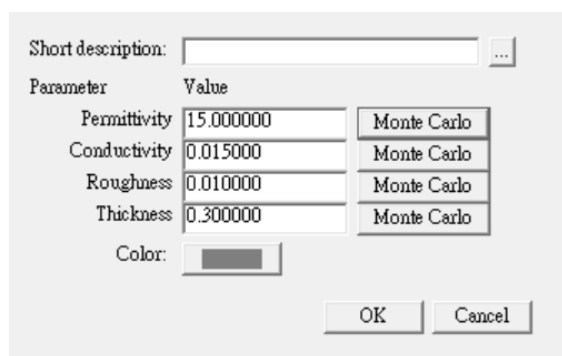 Short description: ...
Parameter Value
Permittivity 15.000000 Monte Carlo
Conductivity 0.015000 Monte Carlo
Roughness 0.010000 Monte Carlo
Thickness 0.300000 Monte Carlo
Color:
OK Cancel